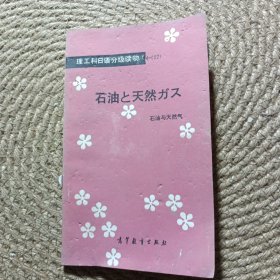 理工科日语分级读物
石油と天然ガス
石油与天然气
高等教育出版社